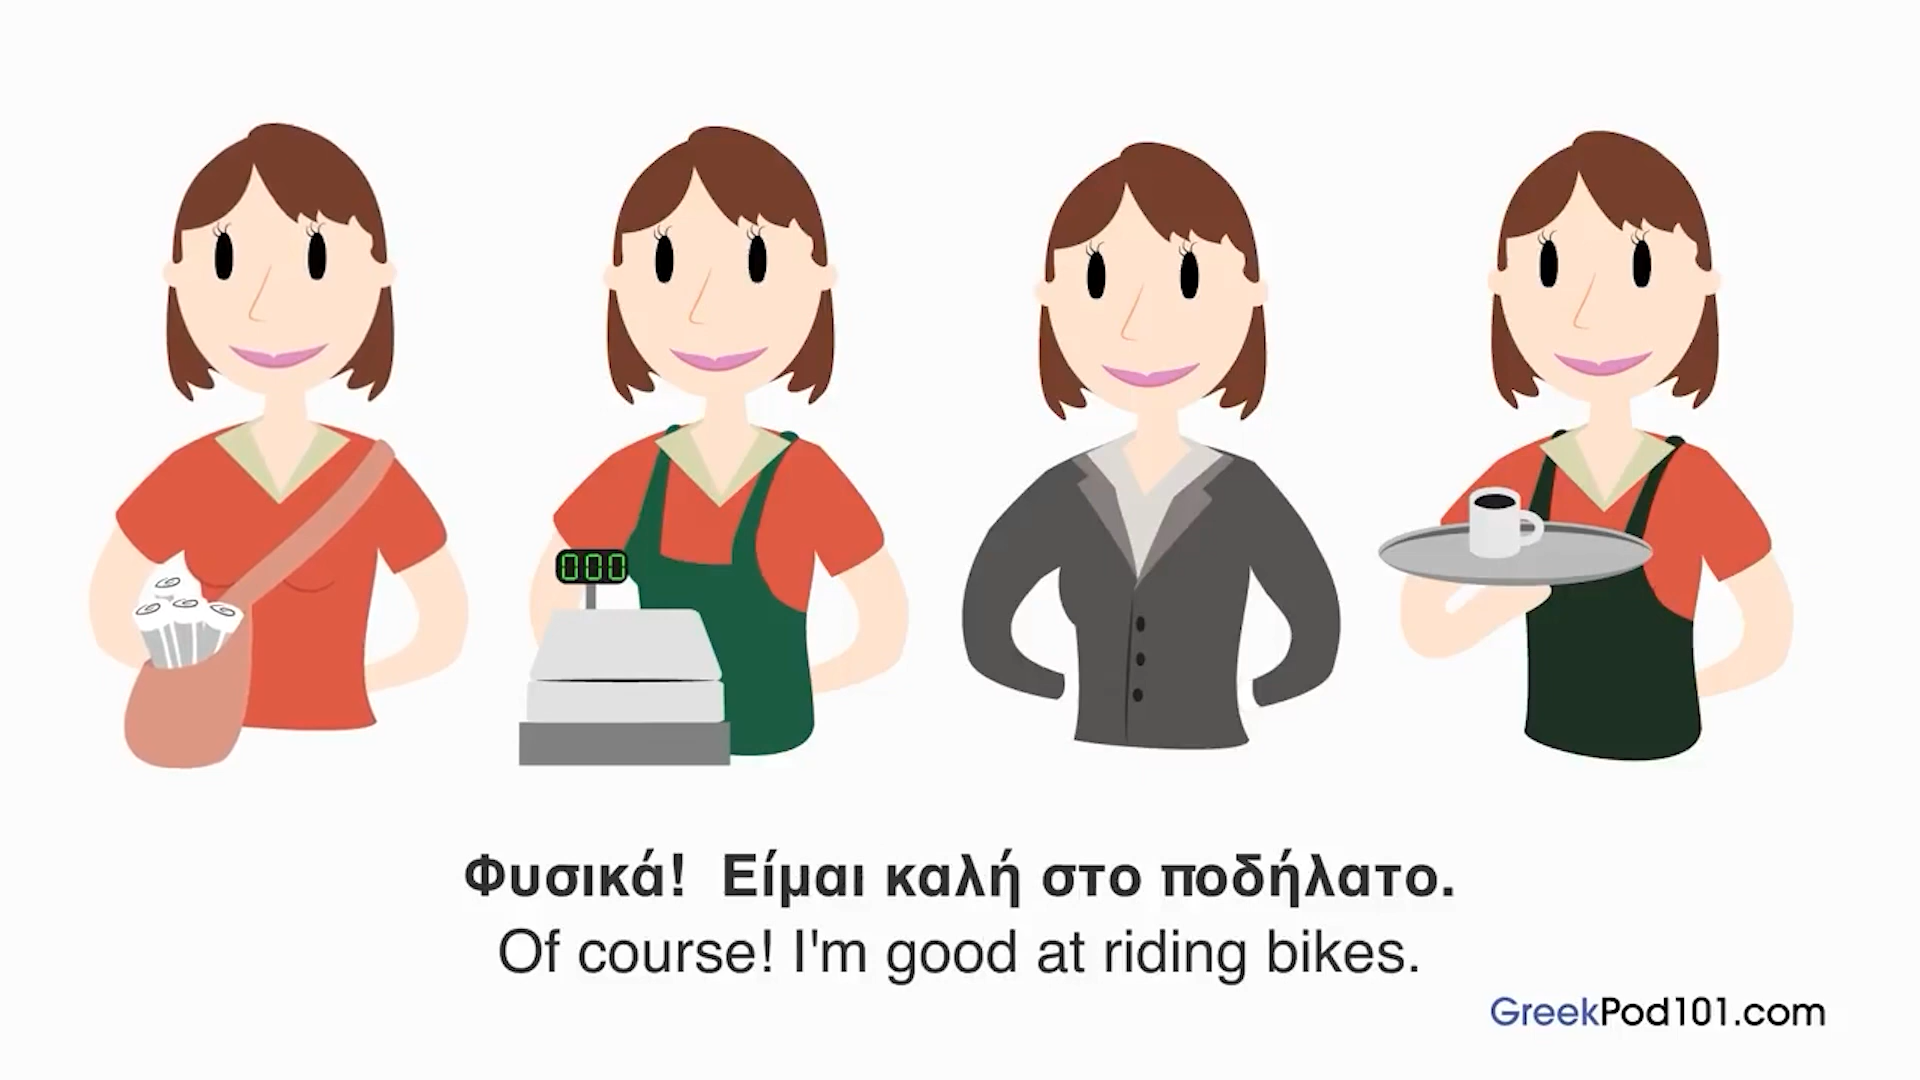 000
Φυσικά! Είμαι καλή στο ποδήλατο.
Of course! I'm good at riding bikes.
GreekPod101.com